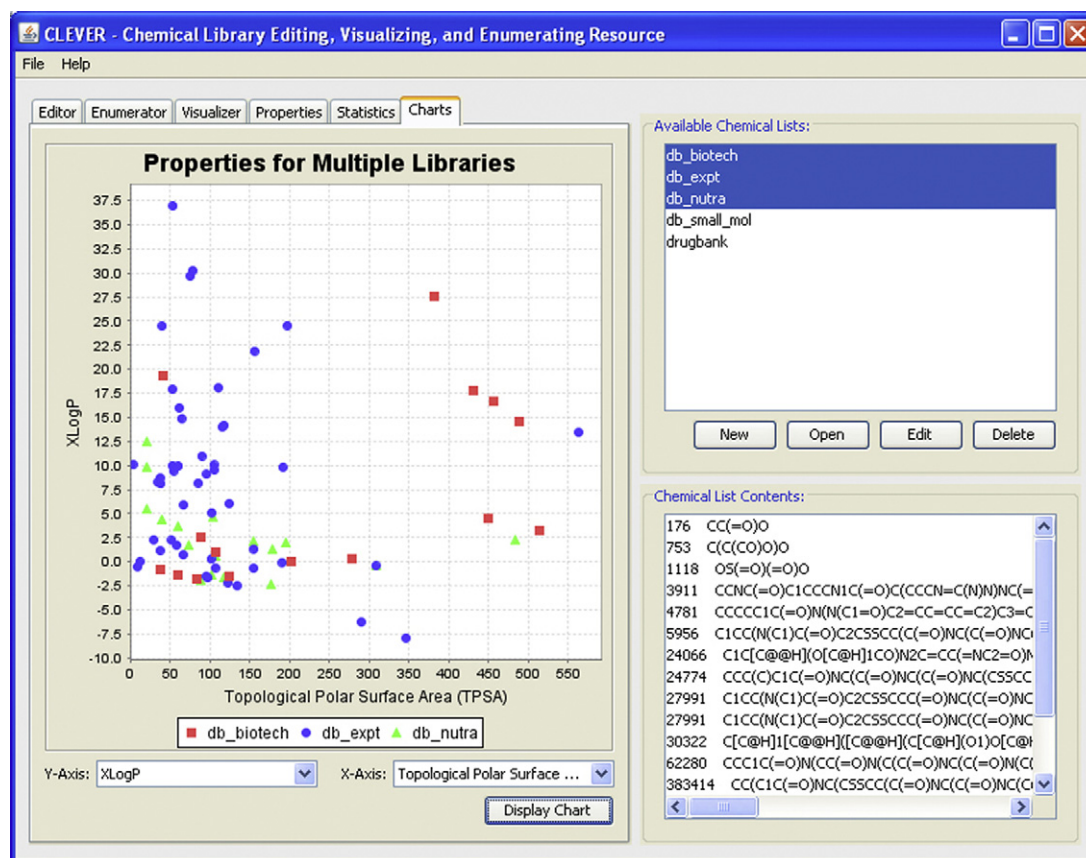 CLEVER - Chemical Library Editing, Visualizing, and Enumerating Resource
File Help
Editor Enumerator Visualizer Properties Statistics Charts
Properties for Multiple Libraries
37.5
35.0
32.5
30.0
27.5
25.0
22.5
20.0
17.5
15.0
12.5
10.0
7.5
5.0
2.5
0.0
-2.5
-5.0
-7.5
-10.0
XLogP
0 50 100 150 200 250 300 350 400 450 500 550
Topological Polar Surface Area (TPSA)
db_biotech db_expt db_nutra
Y-Axis: XLogP X-Axis: Topological Polar Surface ...
Display Chart
Available Chemical Lists:
db_biotech
db_expt
db_nutra
db_small_mol
drugbank
New Open Edit Delete
Chemical List Contents:
176 CC(=O)O
753 C(C(CO)O)O
1118 OS(=O)(=O)O
3911 CCNC(=O)C1CCCN1C(=O)C(CCCN=C(N)N)NC(=
4781 CCCCC1C(=O)N(N(C1=O)C2=CC=CC=C2)C3=C
5956 C1CC(N(C1)C(=O)C2CSSCC(C(=O)NC(C(=O)NC
24066 C1C[C@@H](O[C@H]1CO)N2C=CC(=NC2=O)N
24774 CCC(C)C1C(=O)NC(C(=O)NC(C(=O)NC(CSSCC
27991 C1CC(N(C1)C(=O)C2CSSCCC(=O)NC(C(=O)NC
27991 C1CC(N(C1)C(=O)C2CSSCCC(=O)NC(C(=O)NC
30322 C[C@H]1[C@@H]([C@@H](C[C@H](O1)O[C@H
62280 CCC1C(=O)N(CC(=O)N(C(C(=O)NC(C(=O)N(C(
383414 CC(C1C(=O)NC(CSSCC(C(=O)NC(C(=O)NC(C(